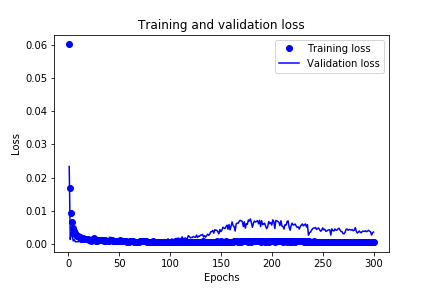 Training and validation loss
Training loss
Validation loss
0.06
0.05
0.04
0.03
0.02
0.01
0.00
Loss
0 50 100 150 200 250 300
Epochs